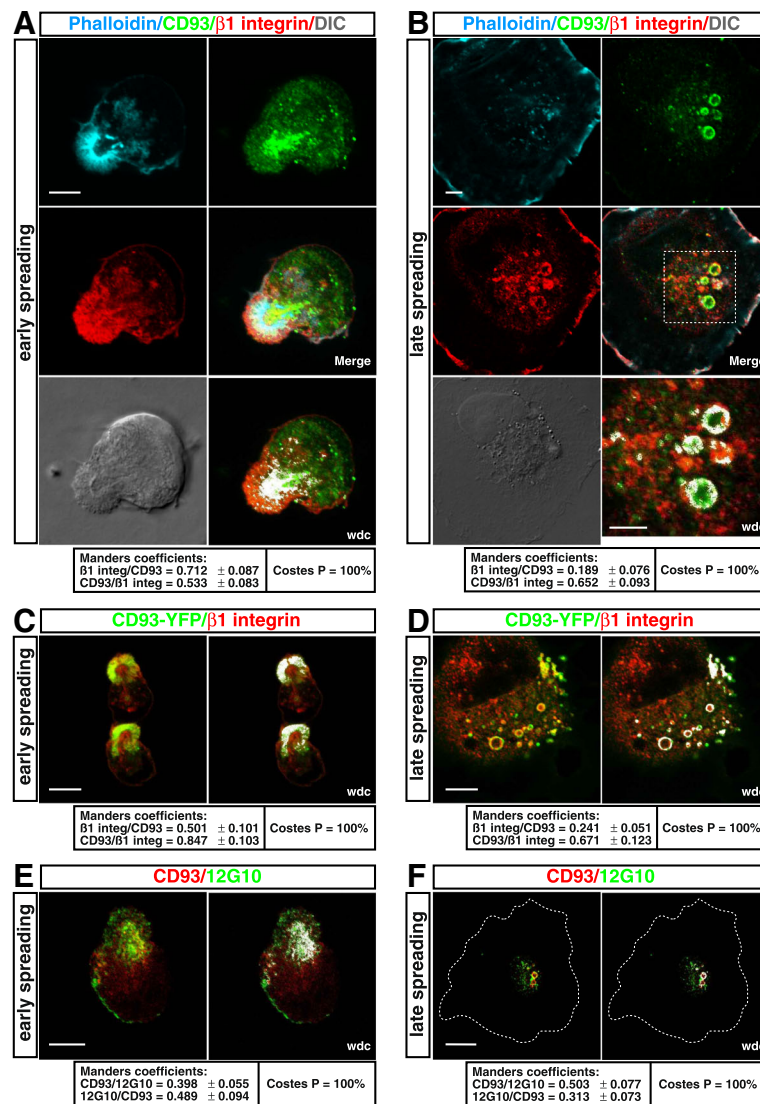 A
Phalloidin/CD93/β1 integrin/DIC
early spreading
Merge
wdc
Manders coefficients:
ß1 integ/CD93 = 0.712 ± 0.087
CD93/ß1 integ = 0.533 ± 0.083
Costes P = 100%
B
Phalloidin/CD93/β1 integrin/DIC
late spreading
Merge
wdc
Manders coefficients:
ß1 integ/CD93 = 0.189 ± 0.076
CD93/ß1 integ = 0.652 ± 0.093
Costes P = 100%
C
CD93-YFP/β1 integrin
early spreading
wdc
Manders coefficients:
ß1 integ/CD93 = 0.501 ± 0.101
CD93/ß1 integ = 0.847 ± 0.103
Costes P = 100%
D
CD93-YFP/β1 integrin
late spreading
wdc
Manders coefficients:
ß1 integ/CD93 = 0.241 ± 0.051
CD93/ß1 integ = 0.671 ± 0.123
Costes P = 100%
E
CD93/12G10
early spreading
wdc
Manders coefficients:
CD93/12G10 = 0.398 ± 0.055
12G10/CD93 = 0.489 ± 0.094
Costes P = 100%
F
CD93/12G10
late spreading
wdc
Manders coefficients:
CD93/12G10 = 0.503 ± 0.077
12G10/CD93 = 0.313 ± 0.073
Costes P = 100%